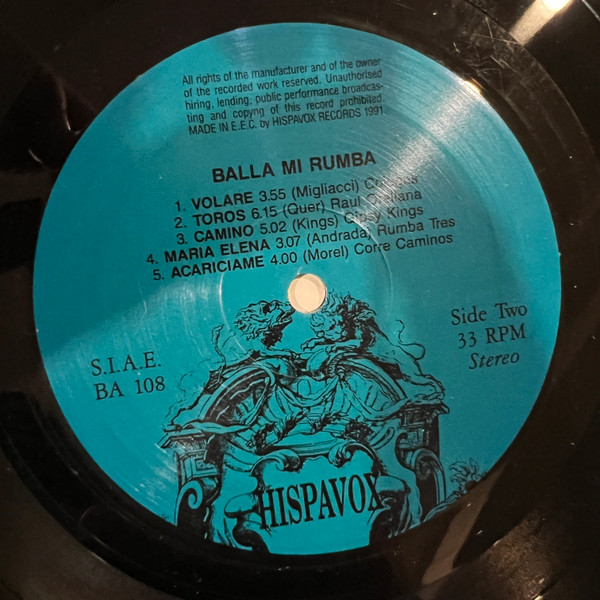 All rights of the manufacturer and of the owner
of the recorded work reserved. Unauthorised
hiring, lending, public performance broadcas-
ting and copyng of this record prohibited.
MADE IN E.E.C. by HISPAVOX RECORDS 1991
BALLA MI RUMBA
1. VOLARE 3.55 (Migliacci)
2. TOROS 6.15 (Quer) Raul Orellana
3. CAMINO 5.02 (Kings) Gipsy Kings
4. MARIA ELENA 3.07 (Andrada) Rumba Tres
5. ACARICIAME 4.00 (Morel) Corre Caminos
S.I.A.E.
BA 108
Side Two
33 RPM
Stereo
HISPAVOX